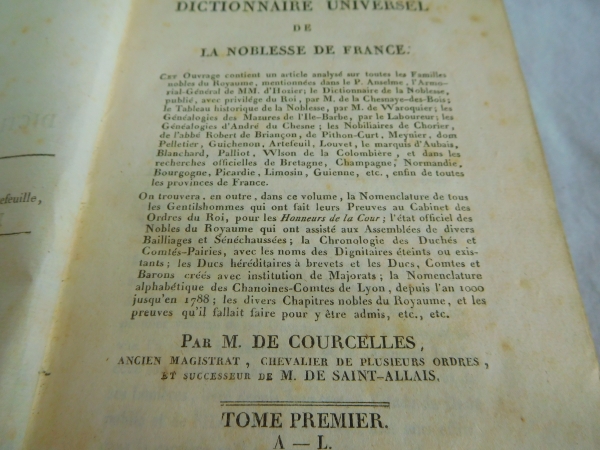 DICTIONNAIRE UNIVERSEL
DE
LA NOBLESSE DE FRANCE.
Cet Ouvrage contient un article analysé sur toutes les Familles
nobles du Royaume, mentionnées dans le P. Anselme, l'Armo-
rial-Général de MM. d'Hosier; le Dictionnaire de la Noblesse,
publié, avec privilége du Roi, par M. de la Chesnaye-des-Bois;
le Tableau historique de la Noblesse, par M. de Waroquier; les
Généalogies des Mazures de l'Ile-Barbe, par le Laboureur; les
Généalogies d'André du Chesne; les Nobiliaires de Chorier,
de l'abbé Robert de Briançon, de Pithon-Curt, Meynier, dom
Pelletier, Guichenon, Artefeuil, Louvet, le marquis d'Aubais,
Blanchard, Palliot, Wlson de la Colombière, et dans les
recherches officielles de Bretagne, Champagne, Normandie,
Bourgogne, Picardie, Limosin, Guienne, etc., enfin de toutes
les provinces de France.
On trouvera, en outre, dans ce volume, la Nomenclature de tous
les Gentilshommes qui ont fait leurs Preuves au Cabinet des
Ordres du Roi, pour les Honneurs de la Cour; l'état officiel des
Nobles du Royaume qui ont assisté aux Assemblées de divers
Bailliages et Sénéchaussées; la Chronologie des Duchés et
Comtés-Pairies, avec les noms des Dignitaires éteints ou exis-
tants; les Ducs héréditaires à brevets et les Ducs, Comtes et
Barons créés avec institution de Majorats; la Nomenclature
alphabétique des Chanoines-Comtes de Lyon, depuis l'an 1000
jusqu'en 1788; les divers Chapitres nobles du Royaume, et les
preuves qu'il fallait faire pour y être admis, etc., etc.
PAR M. DE COURCELLES,
ANCIEN MAGISTRAT, CHEVALIER DE PLUSIEURS ORDRES,
ET SUCCESSEUR DE M. DE SAINT-ALLAIS.
TOME PREMIER.
A — L.